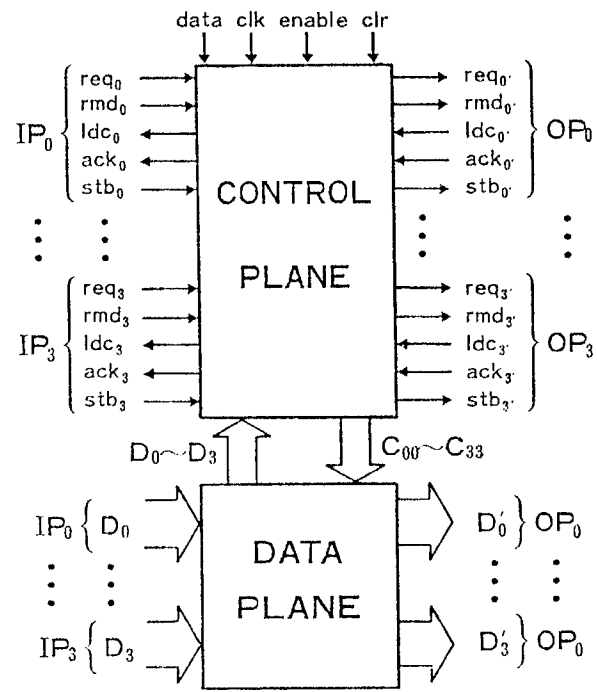 data clk enable clr
req₀ req₀′
rmd₀ rmd₀′
IP₀ { ldc₀ ldc₀′ } OP₀
ack₀ ack₀′
stb₀ stb₀′
CONTROL
PLANE
req₃ req₃′
rmd₃ rmd₃′
IP₃ { ldc₃ ldc₃′ } OP₃
ack₃ ack₃′
stb₃ stb₃′
D₀~D₃ C₀₀~C₃₃
IP₀ { D₀ D₀′ } OP₀
DATA
PLANE
IP₃ { D₃ D₃′ } OP₀